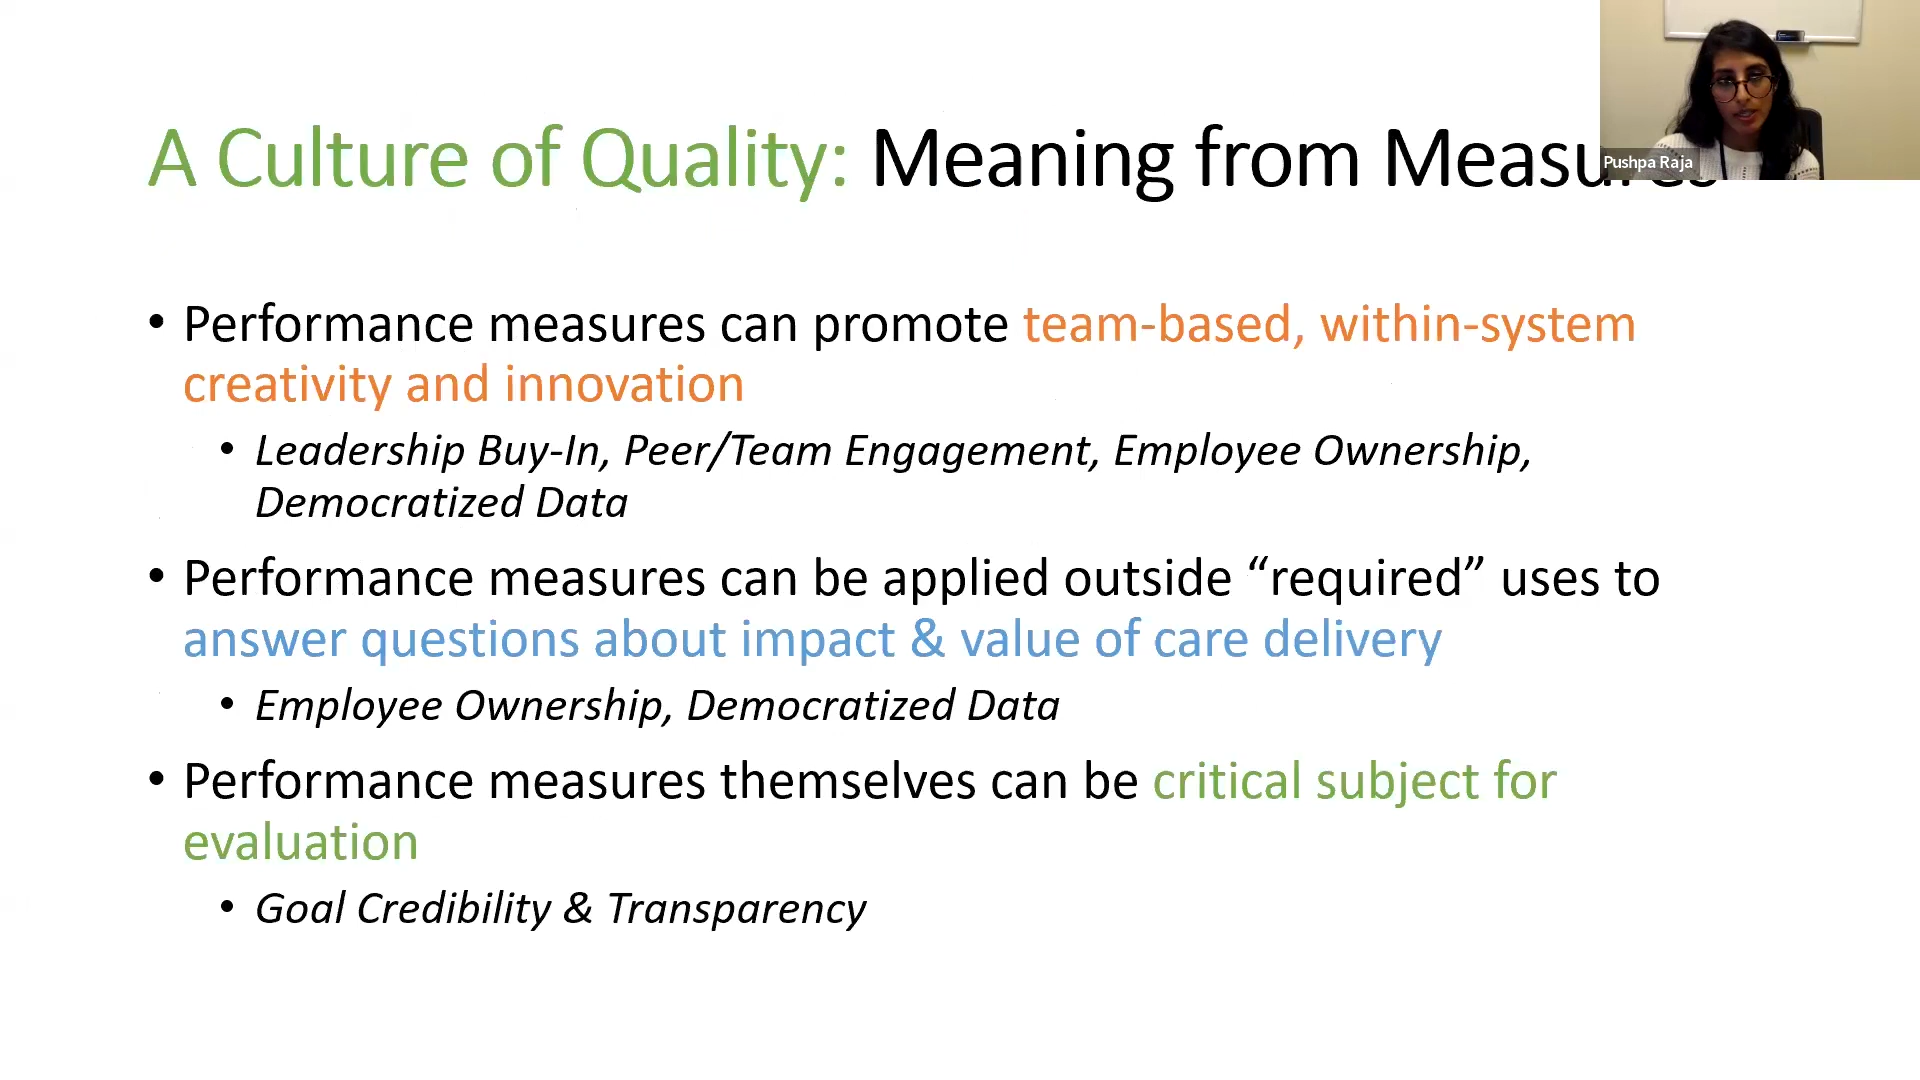 A Culture of Quality: Meaning from Measures
Pushpa Raja
• Performance measures can promote team-based, within-system
creativity and innovation
• Leadership Buy-In, Peer/Team Engagement, Employee Ownership,
Democratized Data
• Performance measures can be applied outside “required” uses to
answer questions about impact & value of care delivery
• Employee Ownership, Democratized Data
• Performance measures themselves can be critical subject for
evaluation
• Goal Credibility & Transparency